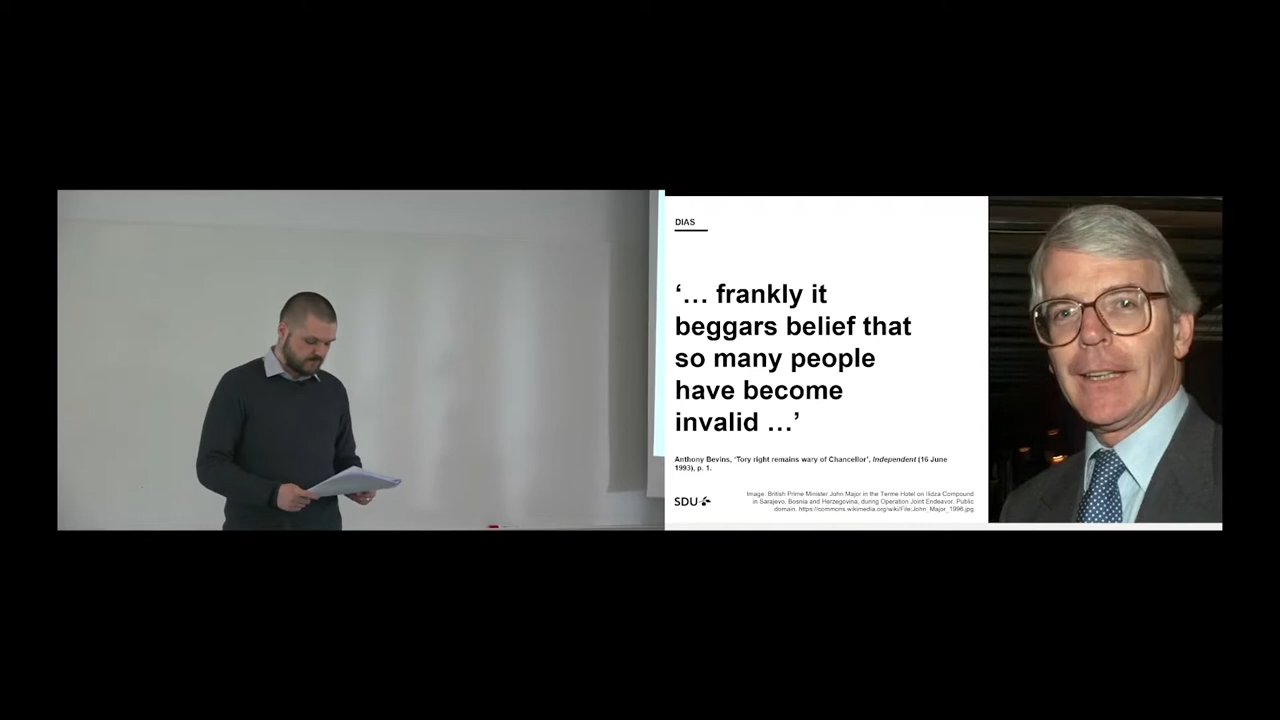 DIAS
‘… frankly it
beggars belief that
so many people
have become
invalid …’
Anthony Bevins, ‘Tory right remains wary of Chancellor’, Independent (16 June
1993), p. 1.
SDU
Image: British Prime Minister John Major in the Terme Hotel on Ilidza Compound
in Sarajevo, Bosnia and Herzegovina, during Operation Joint Endeavor. Public
domain. https://commons.wikimedia.org/wiki/File:John_Major_1996.jpg